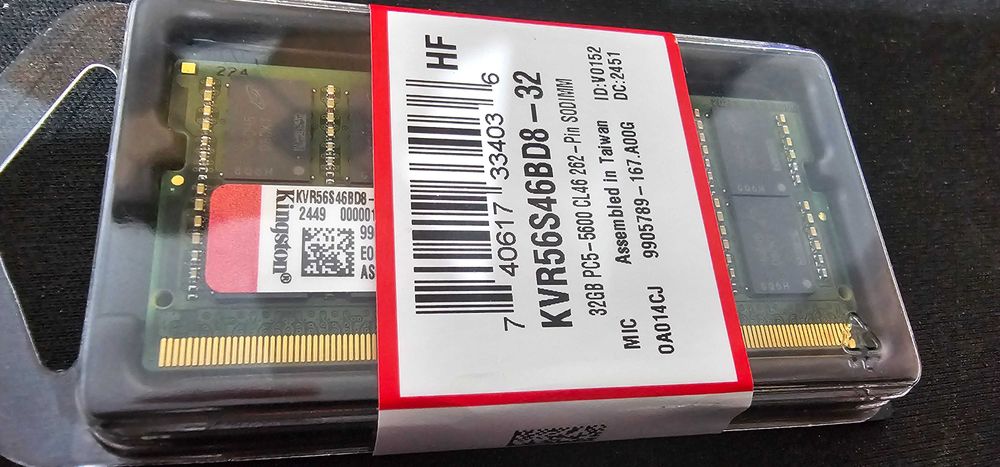 HF
7 40617 33403 6
KVR56S46BD8-32
32GB PC5-5600 CL46 262-Pin SODIMM
MIC Assembled in Taiwan ID:V0152
0A014CJ 9905789-167.A00G DC:2451
Kingston®
KVR56S46BD8-
2449 000001
99
E0
AS
224